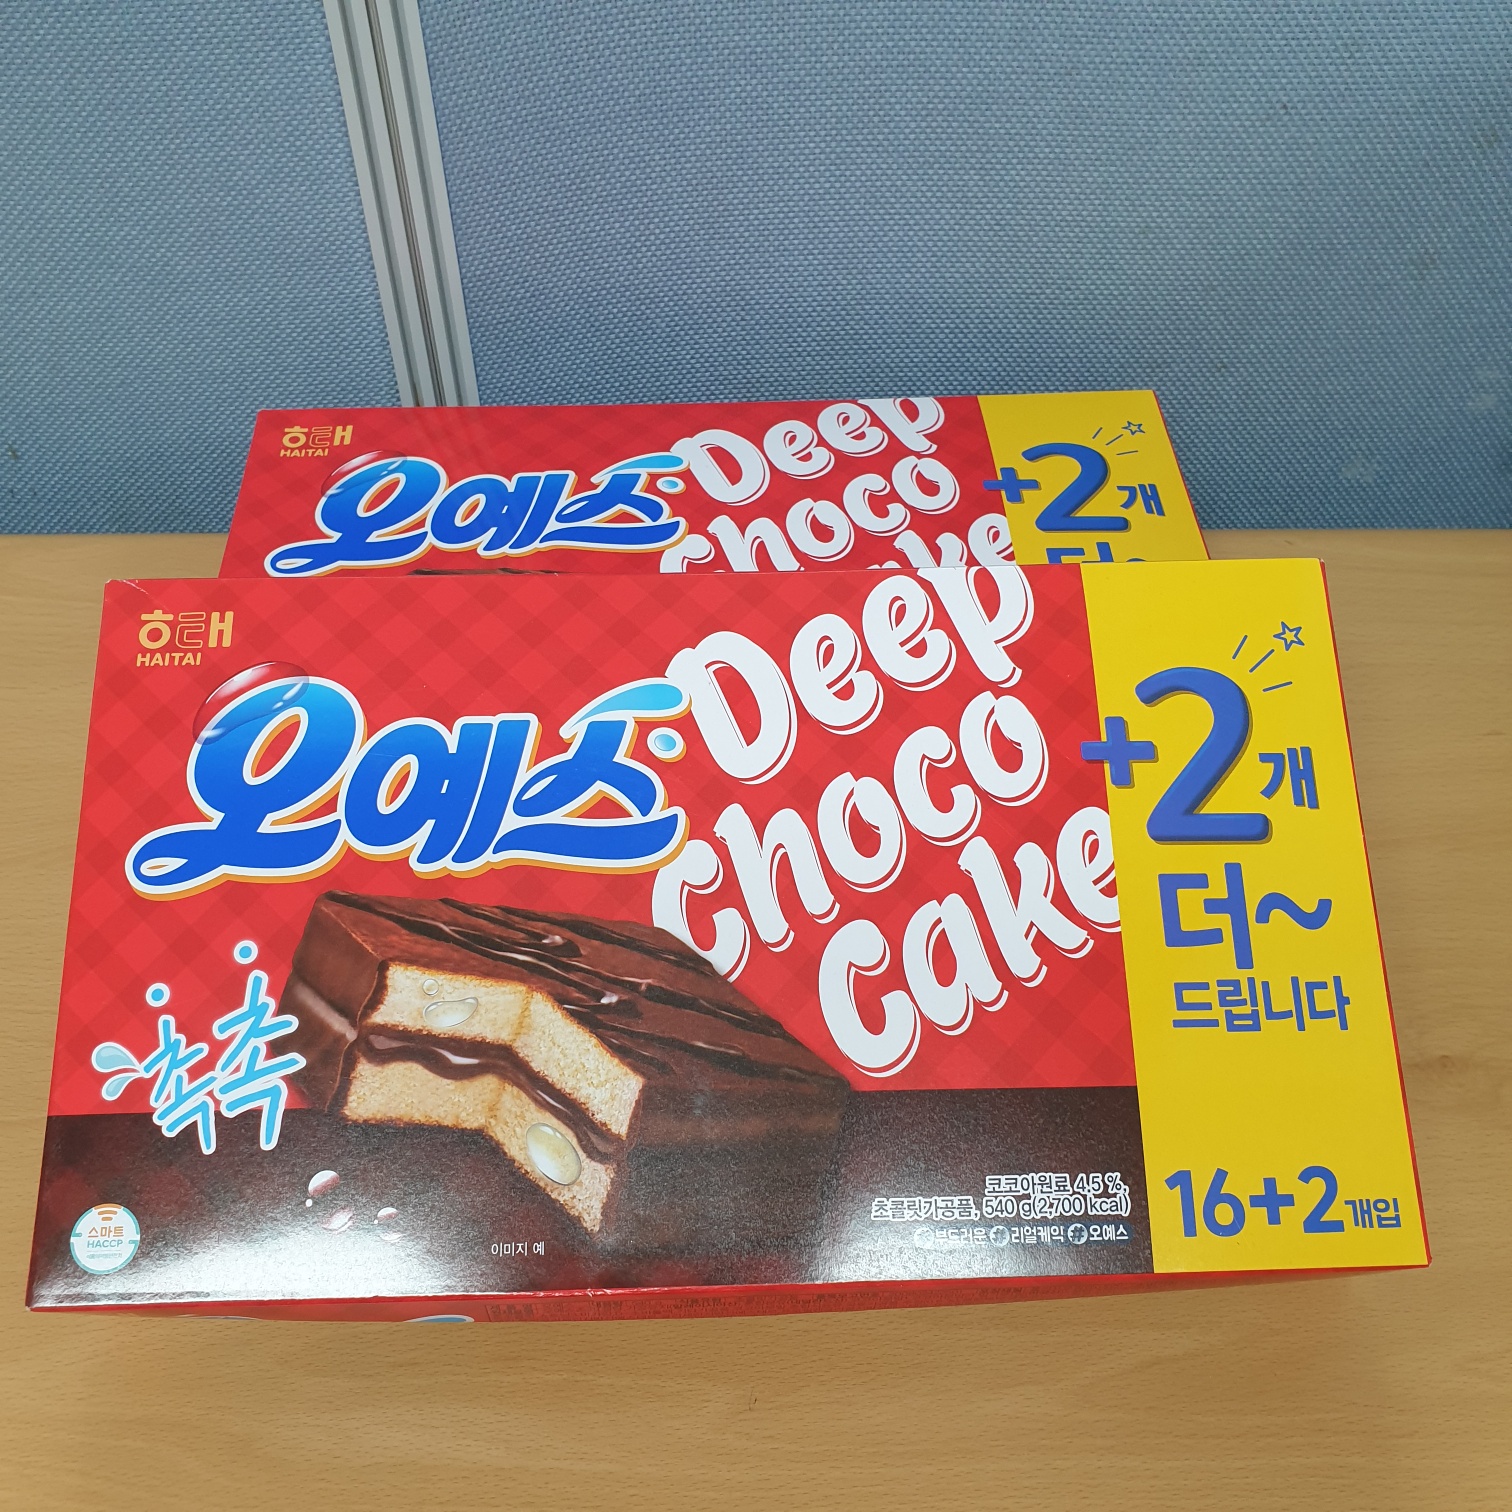 해태
HAITAI
오예스
Deep
Choco
+2개
더~
해태
HAITAI
오예스
Deep
Choco
Cake
촉촉
+2개
더~
드립니다
16+2개입
코코아원료 4.5 %,
초콜릿가공품, 540 g(2,700 kcal)
#부드러운 #리얼케익 #오예스
스마트
HACCP
이미지 예